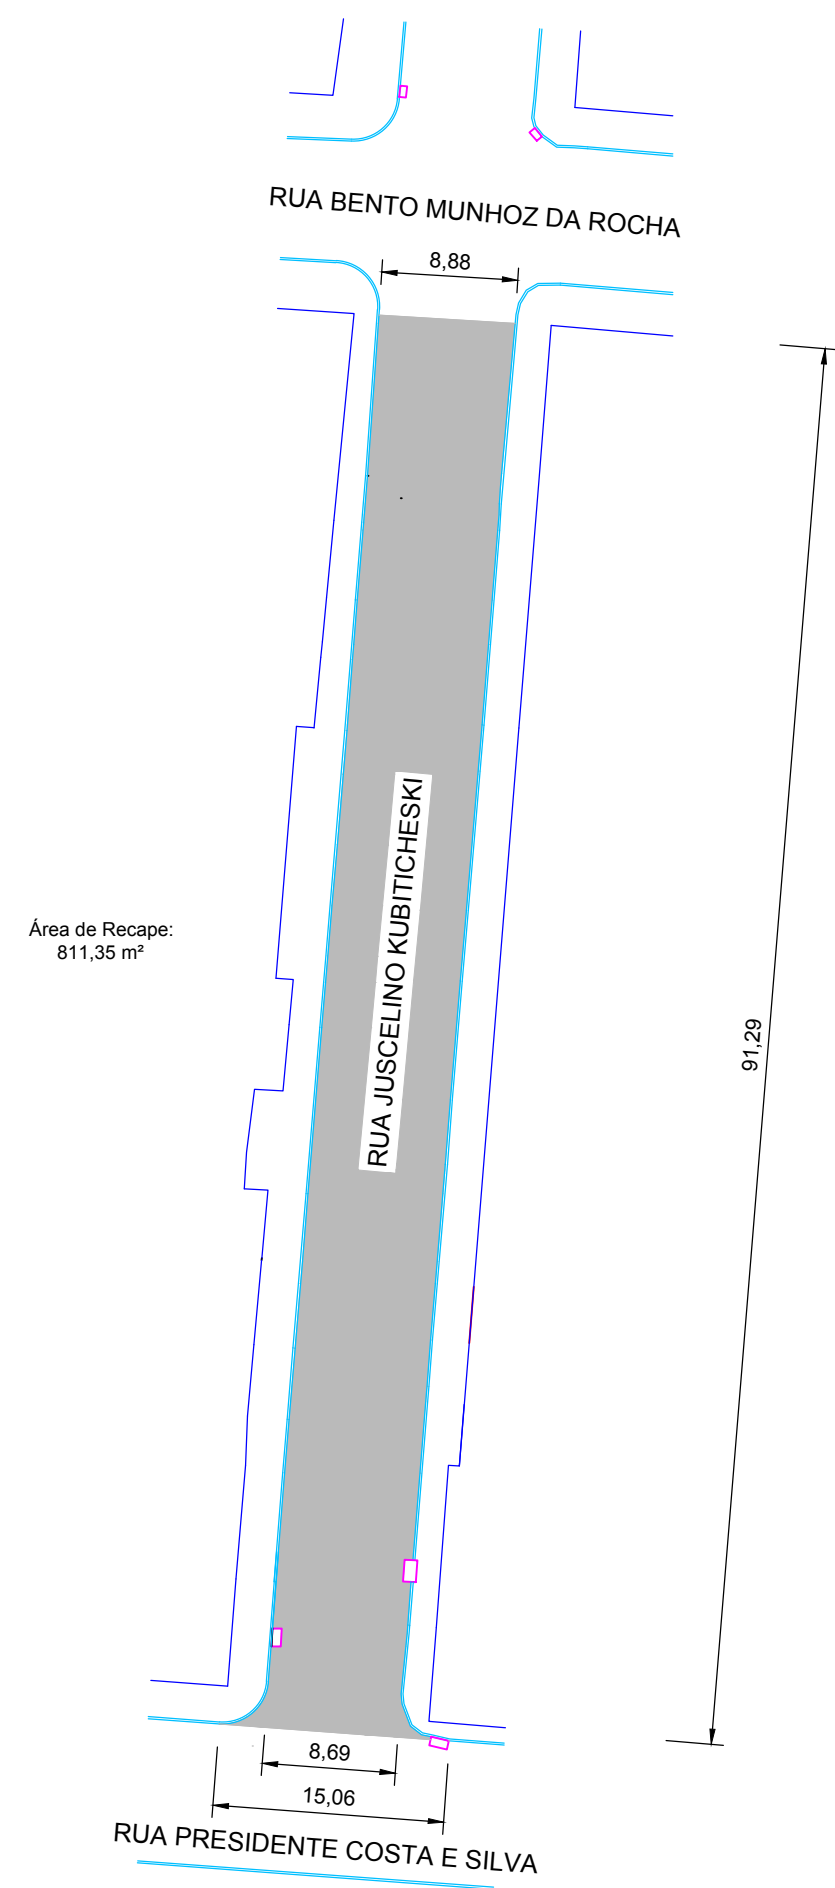 RUA BENTO MUNHOZ DA ROCHA
8,88
RUA JUSCELINO KUBITICHESKI
Área de Recape:
811,35 m²
91,29
8,69
15,06
RUA PRESIDENTE COSTA E SILVA